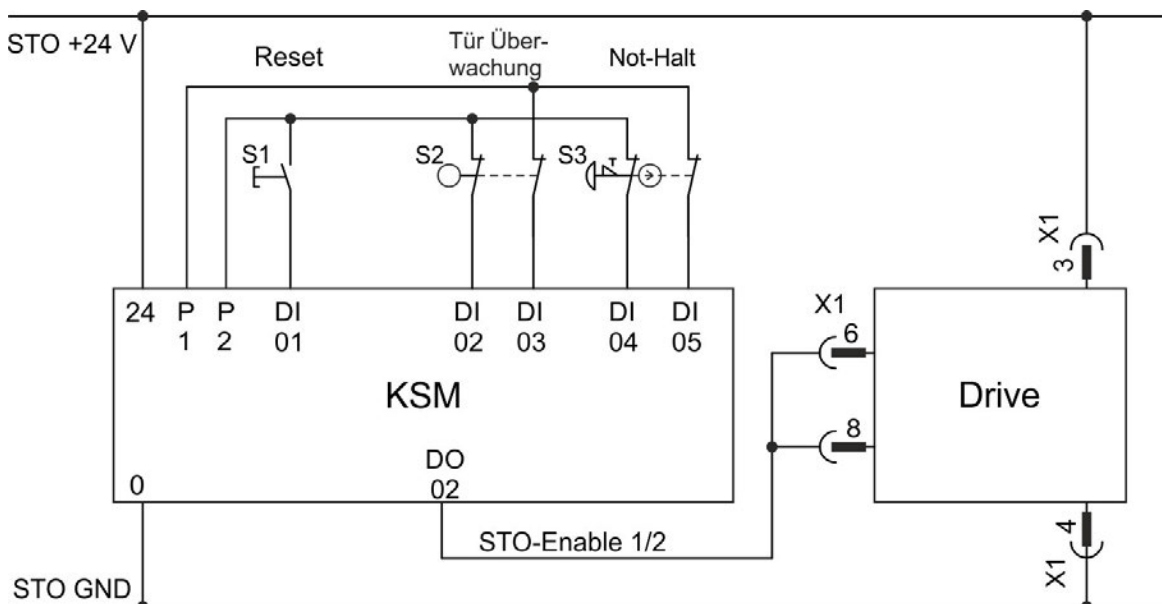 STO +24 V
Reset
Tür Über-
wachung
Not-Halt
S1
S2
S3
X1
3
24 P P DI DI DI DI DI
1 2 01 02 03 04 05
X1
6
KSM
Drive
8
DO
02
0
STO-Enable 1/2
4
X1
STO GND